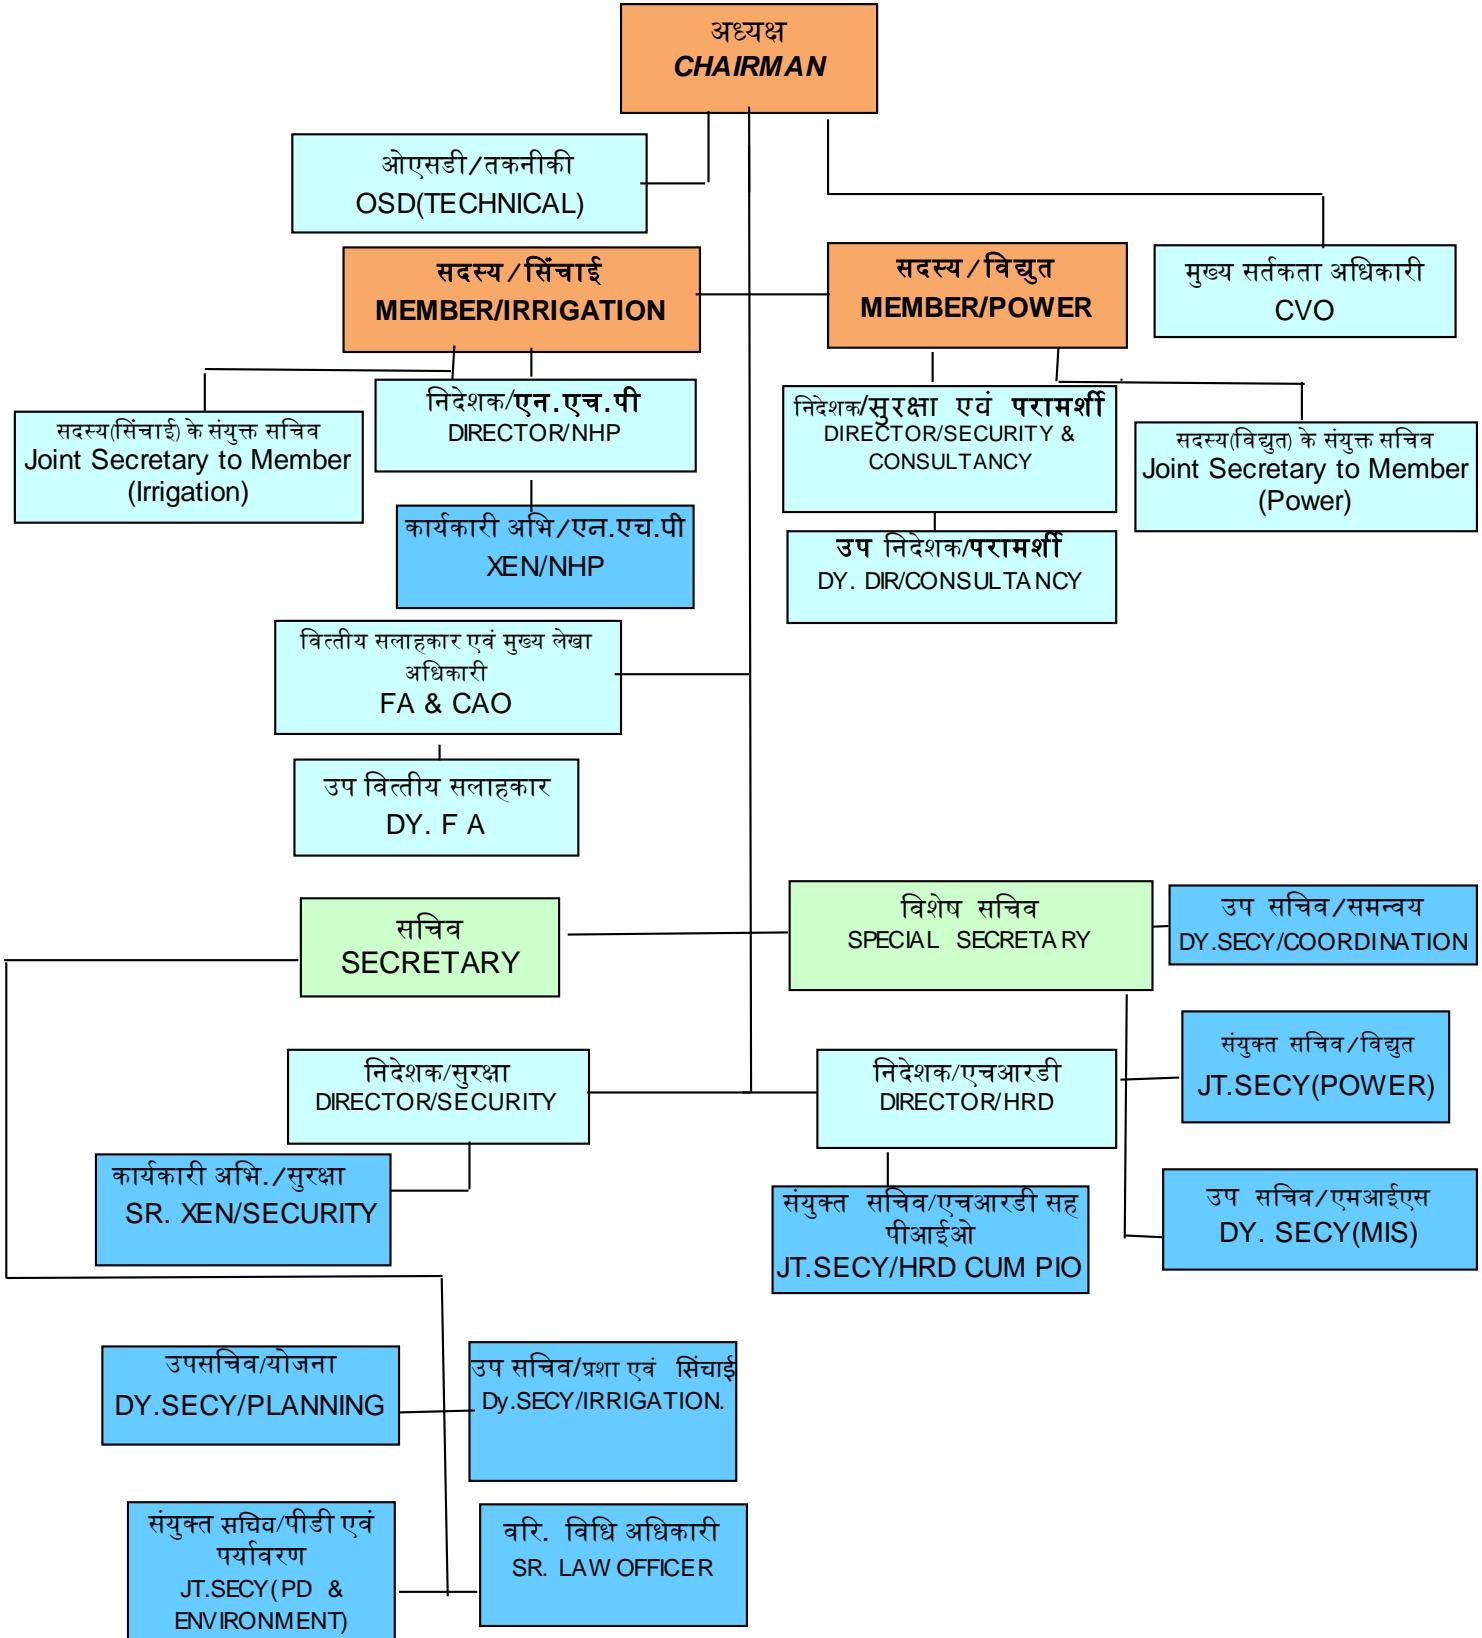 अध्यक्ष
CHAIRMAN
ओएसडी/तकनीकी
OSD(TECHNICAL)
सदस्य/सिंचाई
MEMBER/IRRIGATION
सदस्य/विद्युत
MEMBER/POWER
मुख्य सर्तकता अधिकारी
CVO
सदस्य(सिंचाई) के संयुक्त सचिव
Joint Secretary to Member
(Irrigation)
निदेशक/एन.एच.पी
DIRECTOR/NHP
निदेशक/सुरक्षा एवं परामर्शी
DIRECTOR/SECURITY &
CONSULTANCY
सदस्य(विद्युत) के संयुक्त सचिव
Joint Secretary to Member
(Power)
कार्यकारी अभि/एन.एच.पी
XEN/NHP
उप निदेशक/परामर्शी
DY. DIR/CONSULTANCY
वित्तीय सलाहकार एवं मुख्य लेखा
अधिकारी
FA & CAO
उप वित्तीय सलाहकार
DY. F A
सचिव
SECRETARY
विशेष सचिव
SPECIAL SECRETARY
उप सचिव/समन्वय
DY.SECY/COORDINATION
संयुक्त सचिव/विद्युत
JT.SECY(POWER)
निदेशक/सुरक्षा
DIRECTOR/SECURITY
निदेशक/एचआरडी
DIRECTOR/HRD
कार्यकारी अभि./सुरक्षा
SR. XEN/SECURITY
संयुक्त सचिव/एचआरडी सह
पीआईओ
JT.SECY/HRD CUM PIO
उप सचिव/एमआईएस
DY. SECY(MIS)
उपसचिव/योजना
DY.SECY/PLANNING
उप सचिव/प्रशा एवं सिंचाई
Dy.SECY/IRRIGATION.
संयुक्त सचिव/पीडी एवं
पर्यावरण
JT.SECY(PD &
ENVIRONMENT)
वरि. विधि अधिकारी
SR. LAW OFFICER